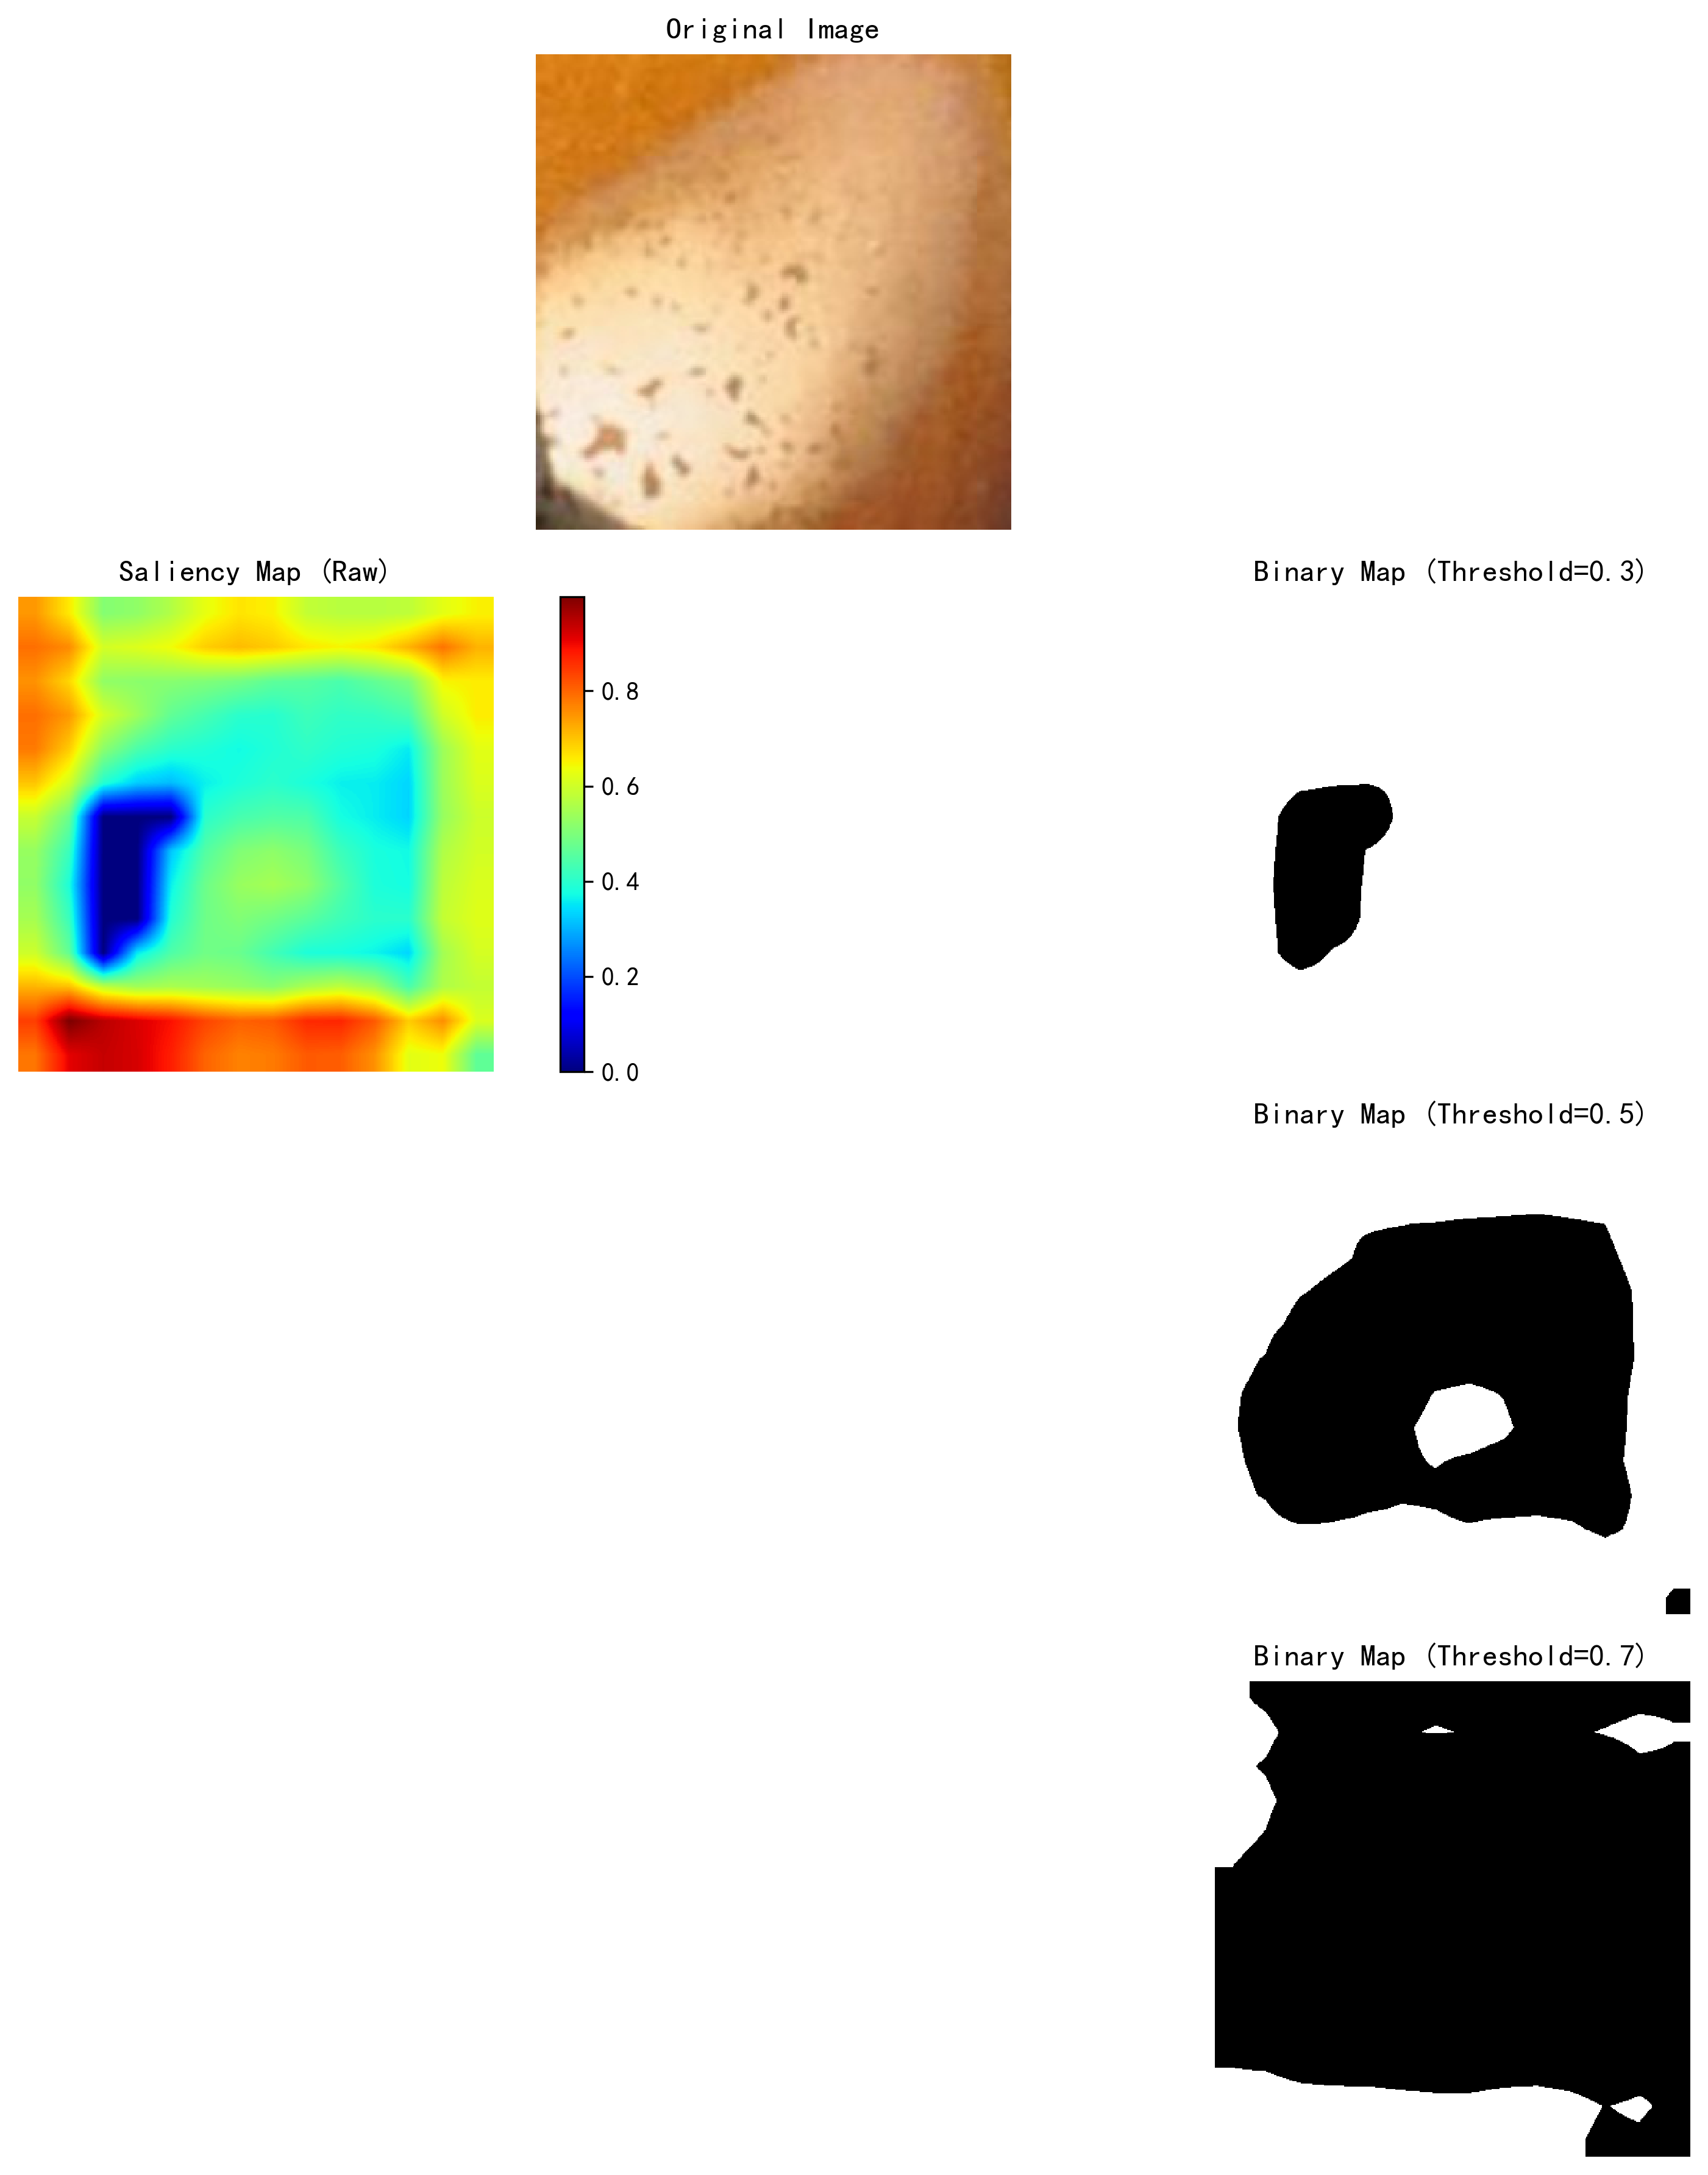 Original Image
Saliency Map (Raw)
Binary Map (Threshold=0.3)
0.8
0.6
0.4
0.2
0.0
Binary Map (Threshold=0.5)
Binary Map (Threshold=0.7)